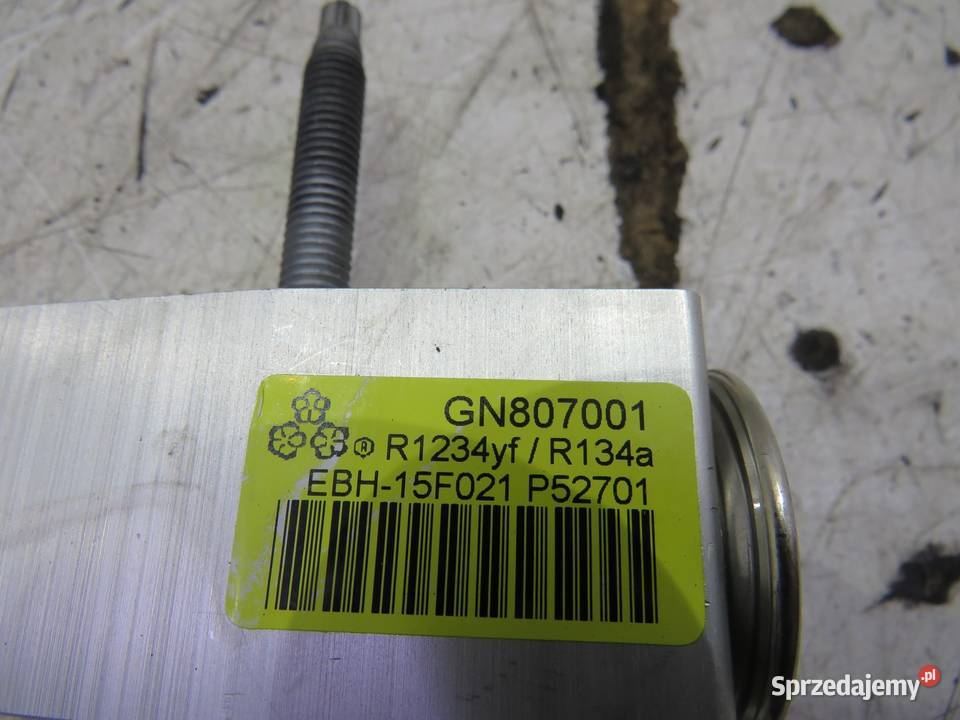 GN807001
® R1234yf / R134a
EBH-15F021 P52701
Sprzedajemy.pl